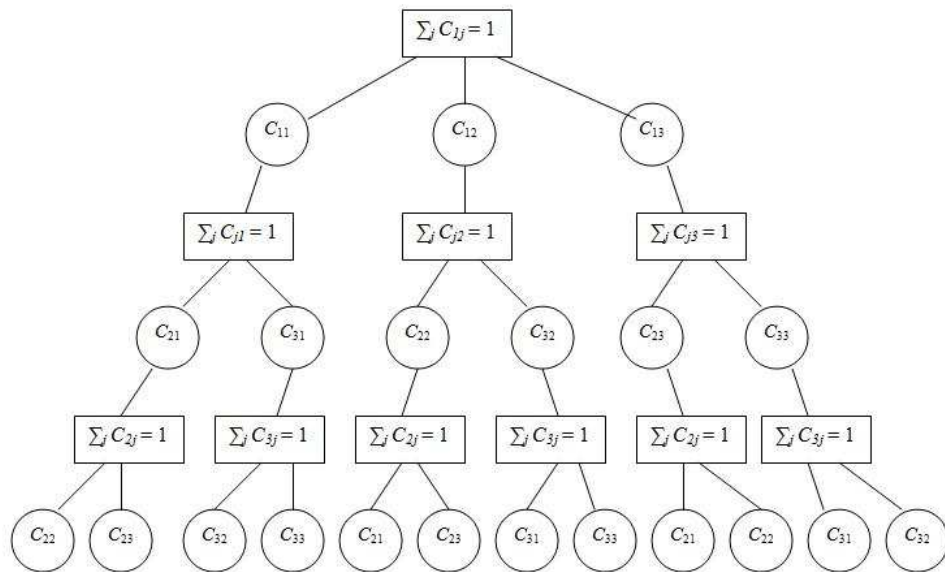 ∑j C1j = 1
C11 C12 C13
∑j Cj1 = 1 ∑j Cj2 = 1 ∑j Cj3 = 1
C21 C31 C22 C32 C23 C33
∑j C2j = 1 ∑j C3j = 1 ∑j C2j = 1 ∑j C3j = 1 ∑j C2j = 1 ∑j C3j = 1
C22 C23 C32 C33 C21 C23 C31 C33 C21 C22 C31 C32